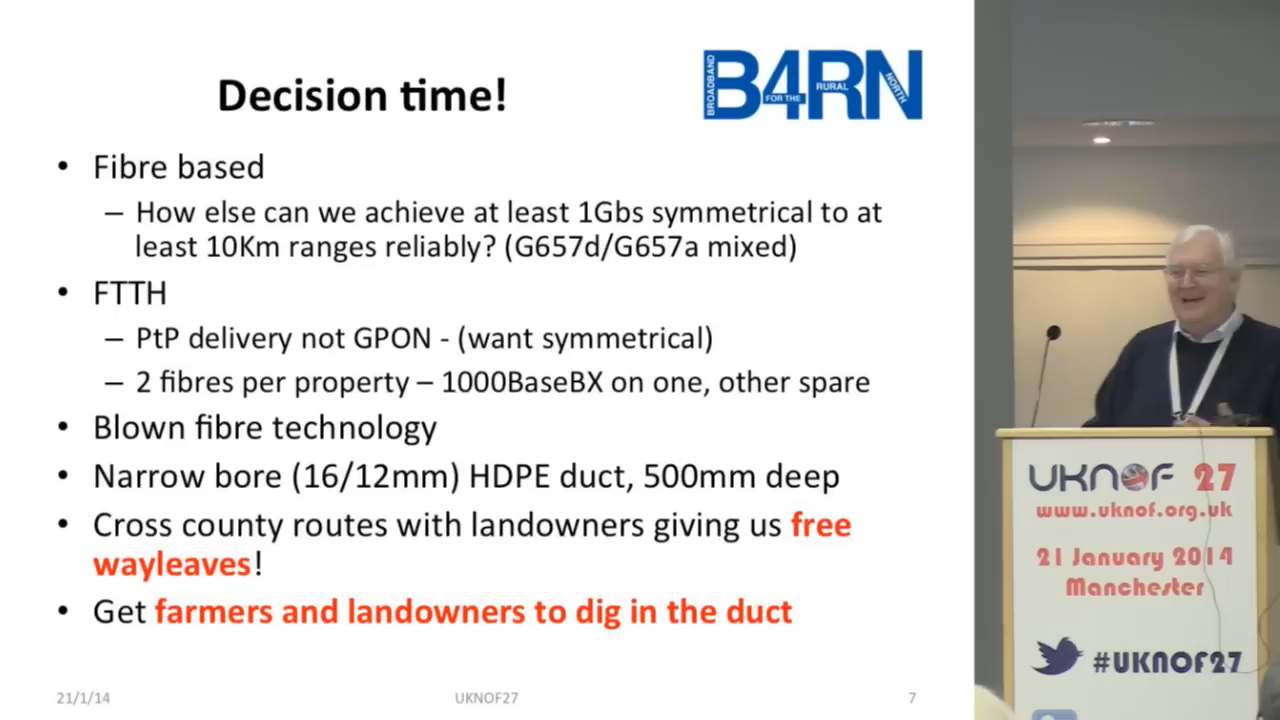 Decision time!
BROADBAND
B4RN
FOR THE
RURAL
NORTH
• Fibre based
– How else can we achieve at least 1Gbs symmetrical to at
least 10Km ranges reliably? (G657d/G657a mixed)
• FTTH
– PtP delivery not GPON - (want symmetrical)
– 2 fibres per property – 1000BaseBX on one, other spare
• Blown fibre technology
• Narrow bore (16/12mm) HDPE duct, 500mm deep
• Cross county routes with landowners giving us free
wayleaves!
• Get farmers and landowners to dig in the duct
21/1/14
UKNOF27
7
UKNOF 27
www.uknof.org.uk
21 January 2014
Manchester
#UKNOF27